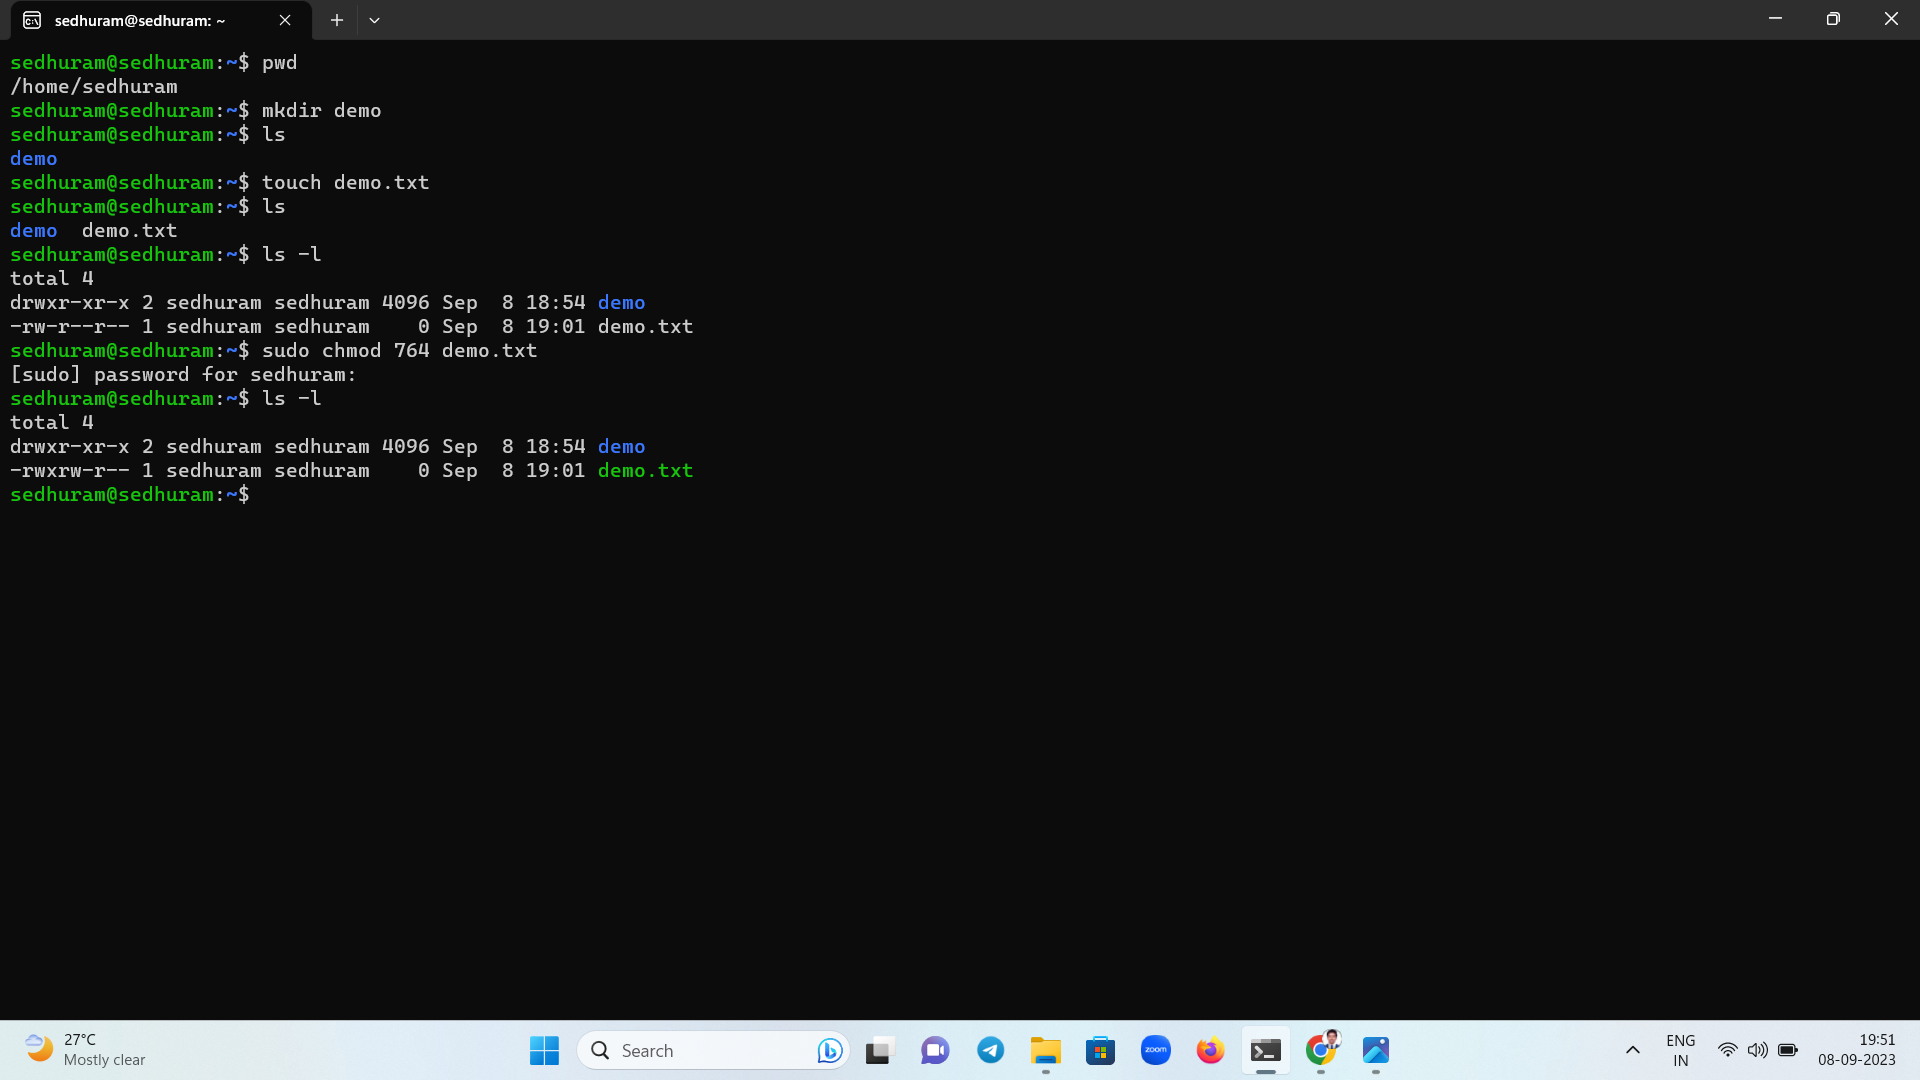 sedhuram@sedhuram: ~
sedhuram@sedhuram:~$ pwd
/home/sedhuram
sedhuram@sedhuram:~$ mkdir demo
sedhuram@sedhuram:~$ ls
demo
sedhuram@sedhuram:~$ touch demo.txt
sedhuram@sedhuram:~$ ls
demo  demo.txt
sedhuram@sedhuram:~$ ls -l
total 4
drwxr-xr-x 2 sedhuram sedhuram 4096 Sep  8 18:54 demo
-rw-r--r-- 1 sedhuram sedhuram    0 Sep  8 19:01 demo.txt
sedhuram@sedhuram:~$ sudo chmod 764 demo.txt
[sudo] password for sedhuram:
sedhuram@sedhuram:~$ ls -l
total 4
drwxr-xr-x 2 sedhuram sedhuram 4096 Sep  8 18:54 demo
-rwxrw-r-- 1 sedhuram sedhuram    0 Sep  8 19:01 demo.txt
sedhuram@sedhuram:~$
27°C
Mostly clear
Search
zoom
ENG
IN
19:51
08-09-2023